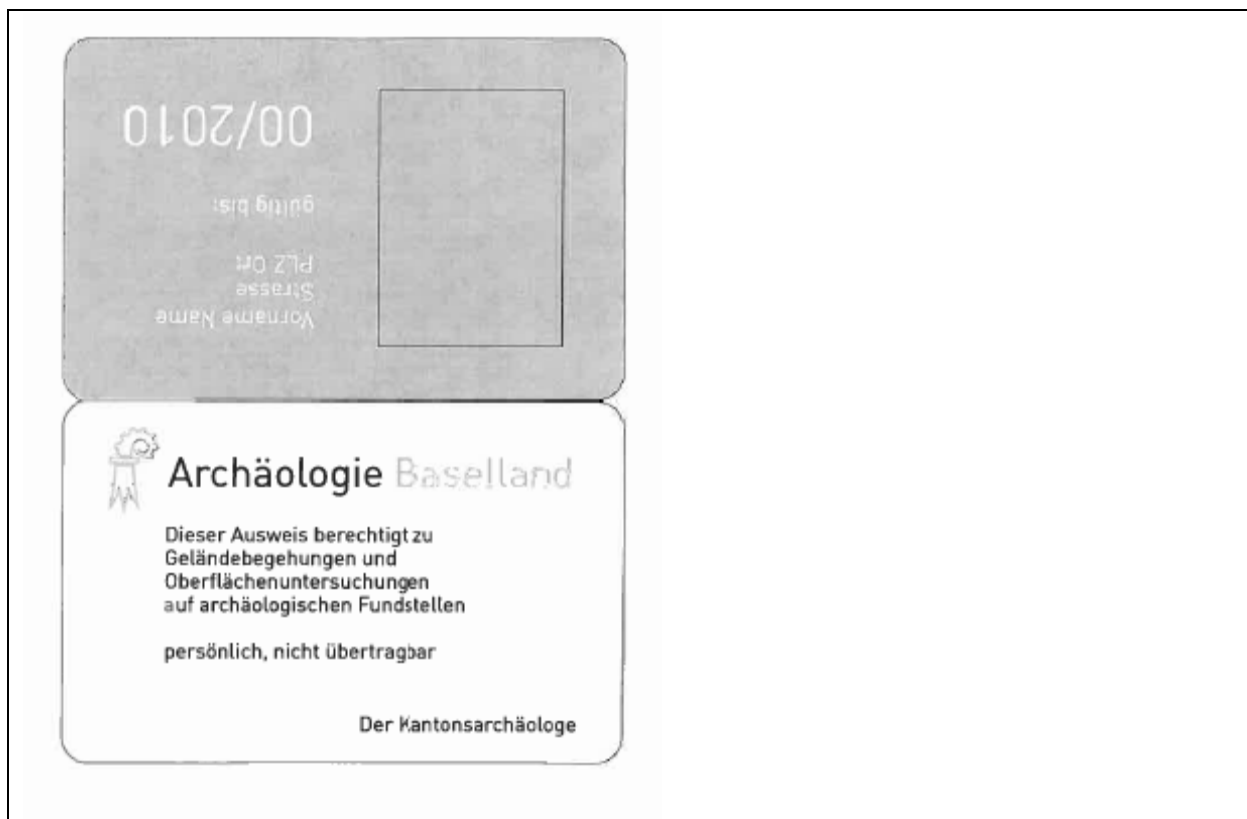 Vorname Name
Strasse
PLZ Ort
gültig bis:
00/2010
Archäologie Baselland
Dieser Ausweis berechtigt zu
Geländebegehungen und
Oberflächenuntersuchungen
auf archäologischen Fundstellen
persönlich, nicht übertragbar
Der Kantonsarchäologe